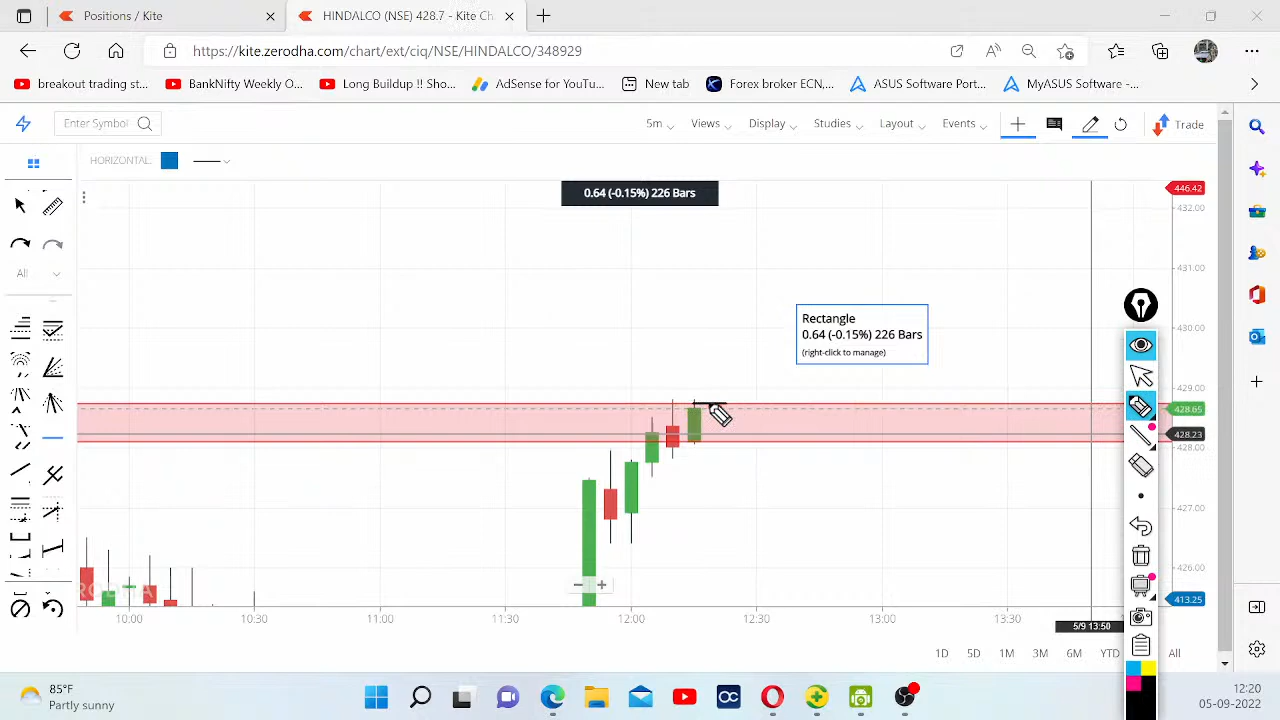 Positions / Kite
HINDALCO (NSE) 428.7 - Kite Ch
https://kite.zerodha.com/chart/ext/ciq/NSE/HINDALCO/348929
breakout trading st...
BankNifty Weekly O...
Long Buildup !! Sho...
AdSense for YouTu...
New tab
Forex broker ECN,...
ASUS Software Port...
MyASUS Software -...
Enter Symbol
5m
Views
Display
Studies
Layout
Events
Trade
HORIZONTAL
0.64 (-0.15%) 226 Bars
446.42
432.00
431.00
All
Rectangle
0.64 (-0.15%) 226 Bars
(right-click to manage)
430.00
429.00
428.65
428.23
428.00
427.00
426.00
413.25
10:00
10:30
11:00
11:30
12:00
12:30
13:00
13:30
5/9 13:50
1D
5D
1M
3M
6M
YTD
All
85°F
Partly sunny
12:20
05-09-2022